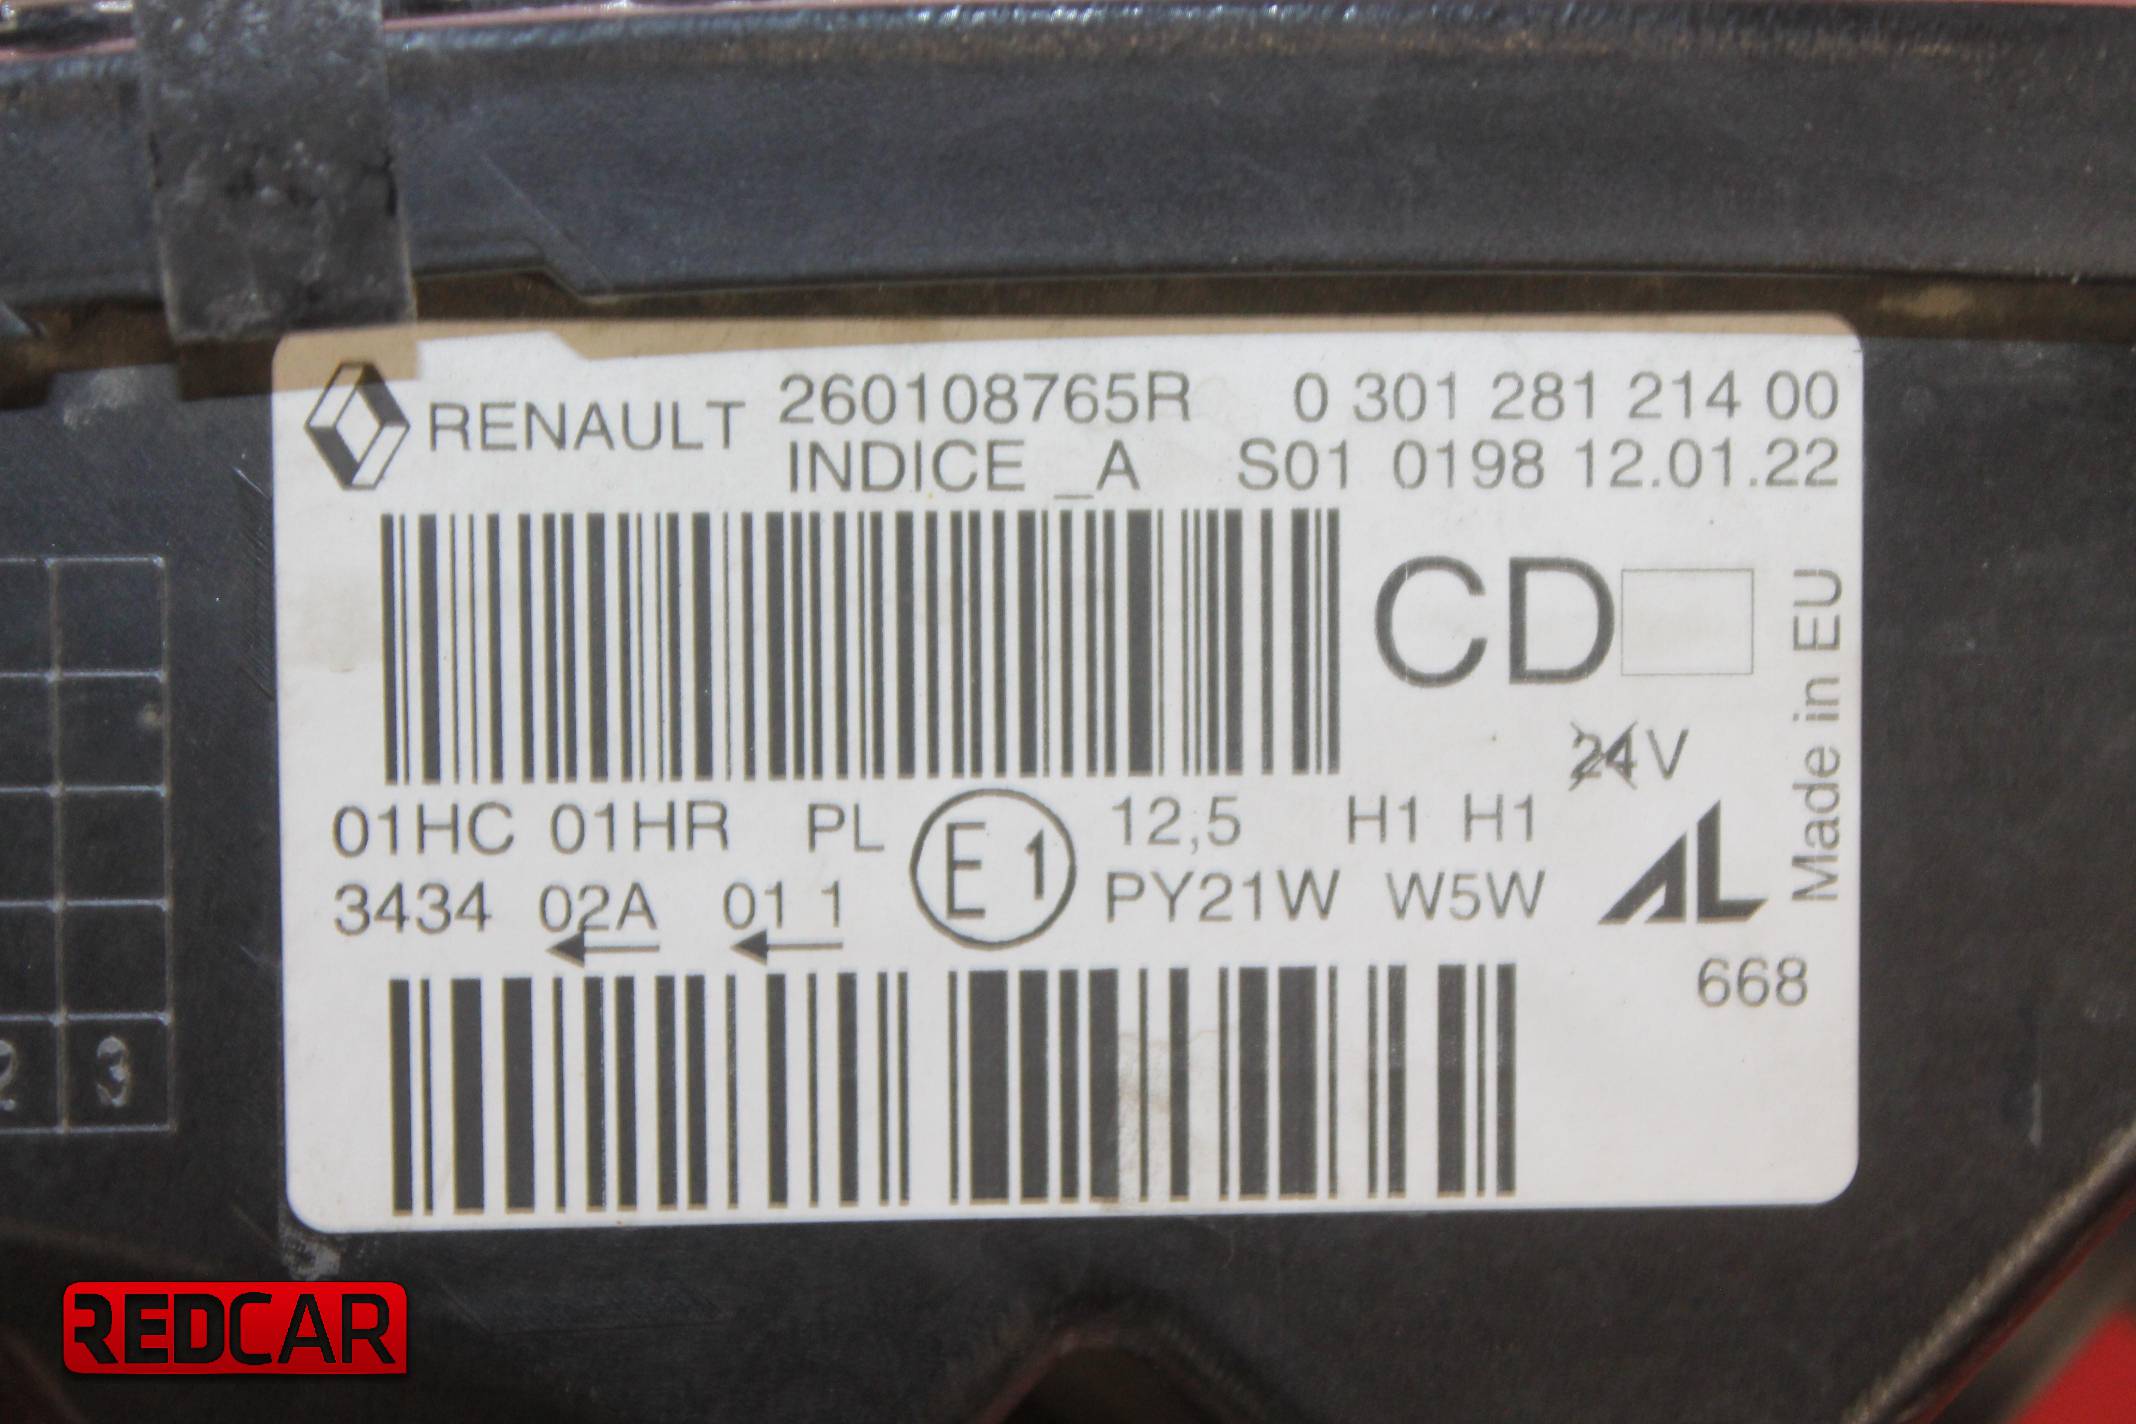 RENAULT 260108765R 0 301 281 214 00
INDICE _A S01 0198 12.01.22
CD
24V
Made in EU
01HC 01HR PL E1 12,5 H1 H1
3434 02A 01 1 PY21W W5W AL
668
2 3
REDCAR